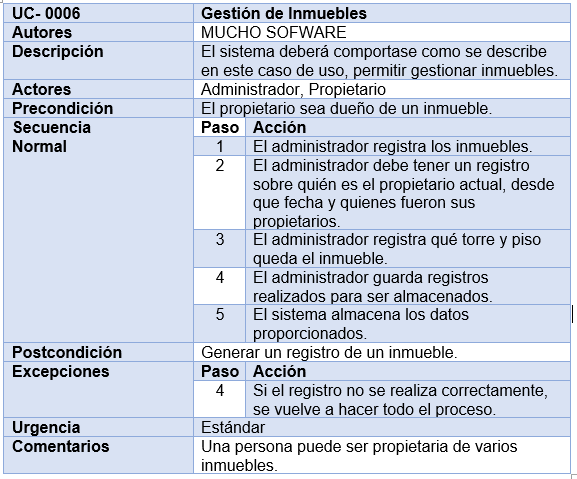 UC- 0006 Gestión de Inmuebles
Autores MUCHO SOFWARE
Descripción El sistema deberá comportase como se describe
en este caso de uso, permitir gestionar inmuebles.
Actores Administrador, Propietario
Precondición El propietario sea dueño de un inmueble.
Secuencia Paso Acción
Normal 1 El administrador registra los inmuebles.
2 El administrador debe tener un registro
sobre quién es el propietario actual, desde
que fecha y quienes fueron sus
propietarios.
3 El administrador registra qué torre y piso
queda el inmueble.
4 El administrador guarda registros
realizados para ser almacenados.
5 El sistema almacena los datos
proporcionados.
Postcondición Generar un registro de un inmueble.
Excepciones Paso Acción
4 Si el registro no se realiza correctamente,
se vuelve a hacer todo el proceso.
Urgencia Estándar
Comentarios Una persona puede ser propietaria de varios
inmuebles.